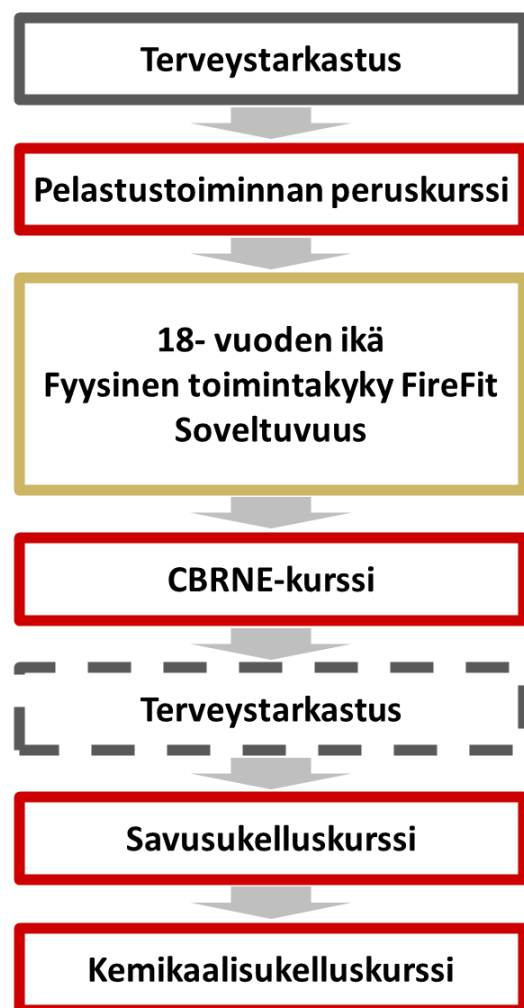 Terveystarkastus
Pelastustoiminnan peruskurssi
18- vuoden ikä
Fyysinen toimintakyky FireFit
Soveltuvuus
CBRNE-kurssi
Terveystarkastus
Savusukelluskurssi
Kemikaalisukelluskurssi